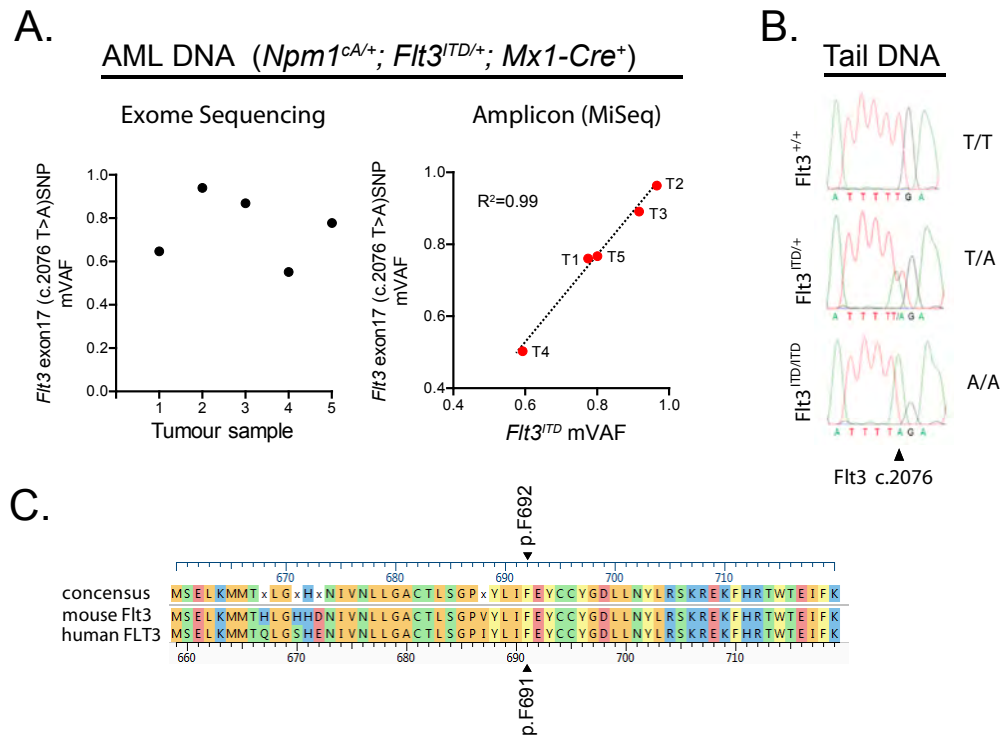 A.
AML DNA (Npm1cA/+; Flt3ITD/+; Mx1-Cre+)
Exome Sequencing
Flt3 exon17 (c.2076 T>A)SNP
mVAF
1.0
0.8
0.6
0.4
0.2
0.0
1 2 3 4 5
Tumour sample
Amplicon (MiSeq)
Flt3 exon17 (c.2076 T>A)SNP
mVAF
1.0
0.8
0.6
0.4
R2=0.99
T2
T3
T1
T5
T4
0.4 0.6 0.8 1.0
Flt3ITD mVAF
B.
Tail DNA
Flt3+/+
A T T T T T G A
T/T
Flt3ITD/+
A T T T T T/A G A
T/A
Flt3ITD/ITD
A T T T T A G A
A/A
Flt3 c.2076
C.
p.F692
670 680 690 700 710
consensus MSELKMMTxLGxHxNIVNLLGACTLSGPxYLIFEYCCYGDLLNYLRSKREKFHRTWTEIFK
mouse Flt3 MSELKMMTHLGHHDNIVNLLGACTLSGPVYLIFEYCCYGDLLNYLRSKREKFHRTWTEIFK
human FLT3 MSELKMMTQLGSHENIVNLLGACTLSGPIYLIFEYCCYGDLLNYLRSKREKFHRTWTEIFK
660 670 680 690 700 710
p.F691